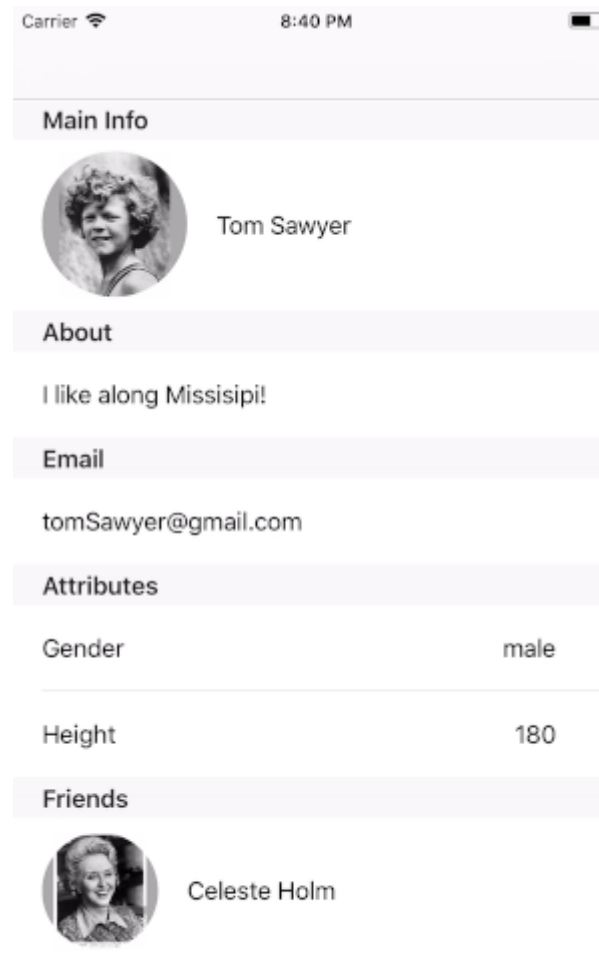 Carrier 8:40 PM
Main Info
Tom Sawyer
About
I like along Missisipi!
Email
tomSawyer@gmail.com
Attributes
Gender male
Height 180
Friends
Celeste Holm